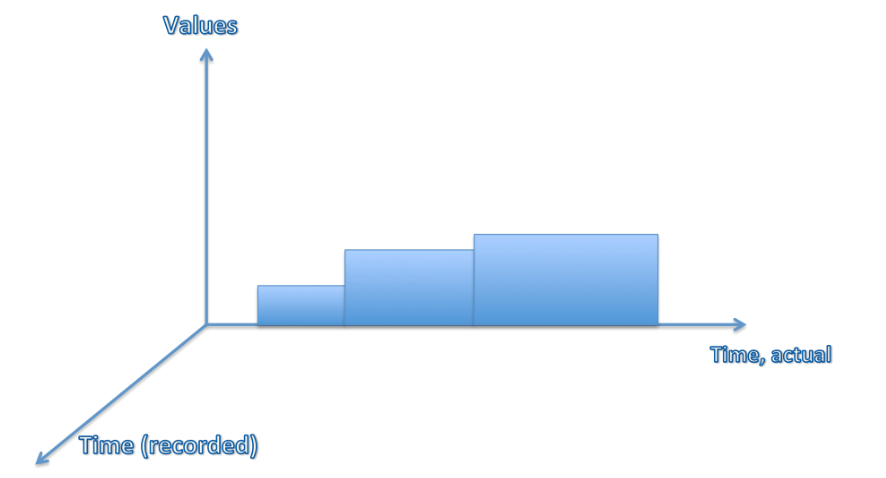 Values
Time, actual
Time (recorded)